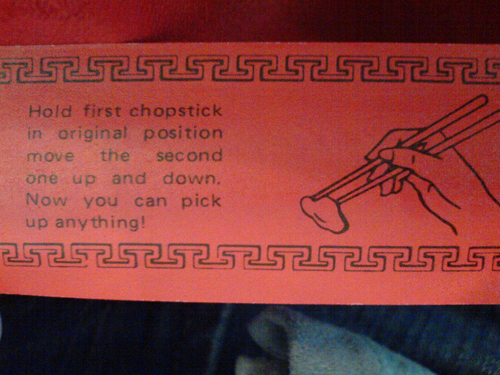 Hold first chopstick
in original position
move the second
one up and down.
Now you can pick
up anything!